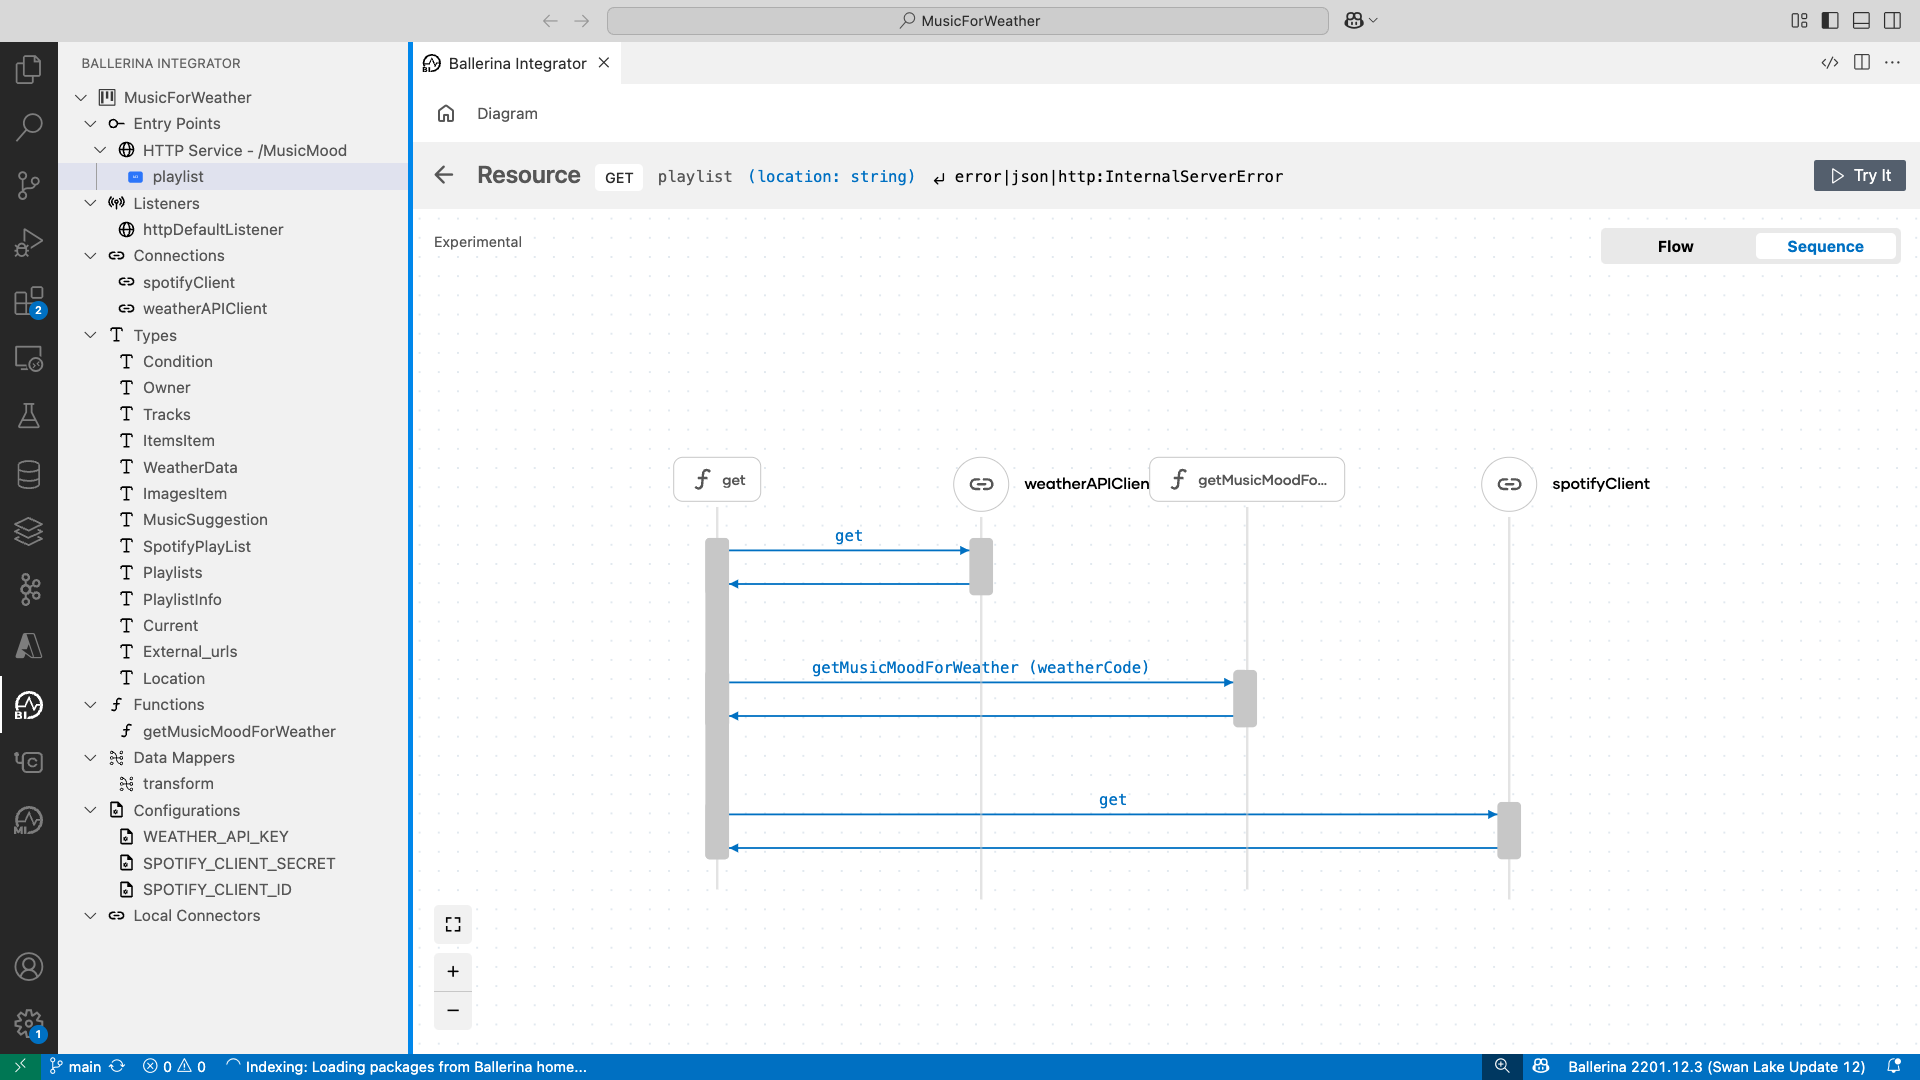 MusicForWeather
BALLERINA INTEGRATOR
MusicForWeather
Entry Points
HTTP Service - /MusicMood
playlist
Listeners
httpDefaultListener
Connections
spotifyClient
weatherAPIClient
Types
Condition
Owner
Tracks
ItemsItem
WeatherData
ImagesItem
MusicSuggestion
SpotifyPlayList
Playlists
PlaylistInfo
Current
External_urls
Location
Functions
getMusicMoodForWeather
Data Mappers
transform
Configurations
WEATHER_API_KEY
SPOTIFY_CLIENT_SECRET
SPOTIFY_CLIENT_ID
Local Connectors
2
BI
MI
1
Ballerina Integrator
Diagram
Resource GET playlist (location: string) error|json|http:InternalServerError
Try It
Experimental
Flow Sequence
get
weatherAPIClien
getMusicMoodFo...
spotifyClient
get
getMusicMoodForWeather (weatherCode)
get
main 0 0 Indexing: Loading packages from Ballerina home...
Ballerina 2201.12.3 (Swan Lake Update 12)